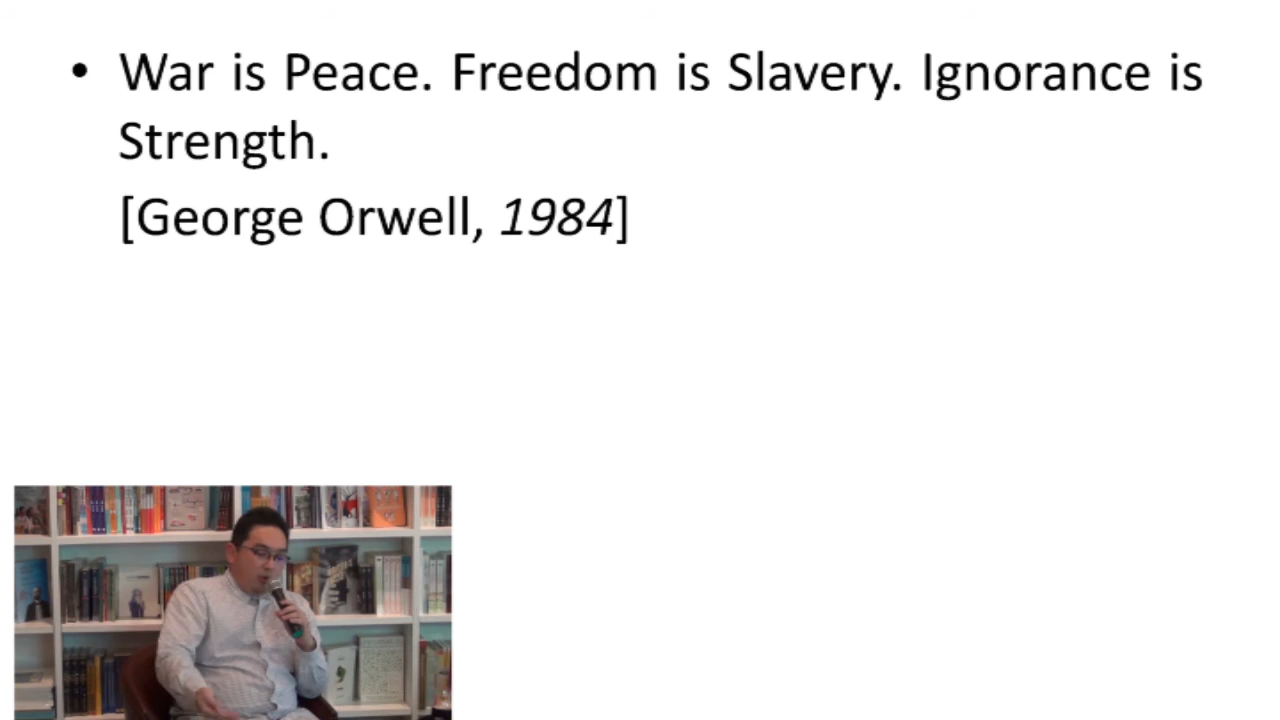 • War is Peace. Freedom is Slavery. Ignorance is
Strength.
[George Orwell, 1984]